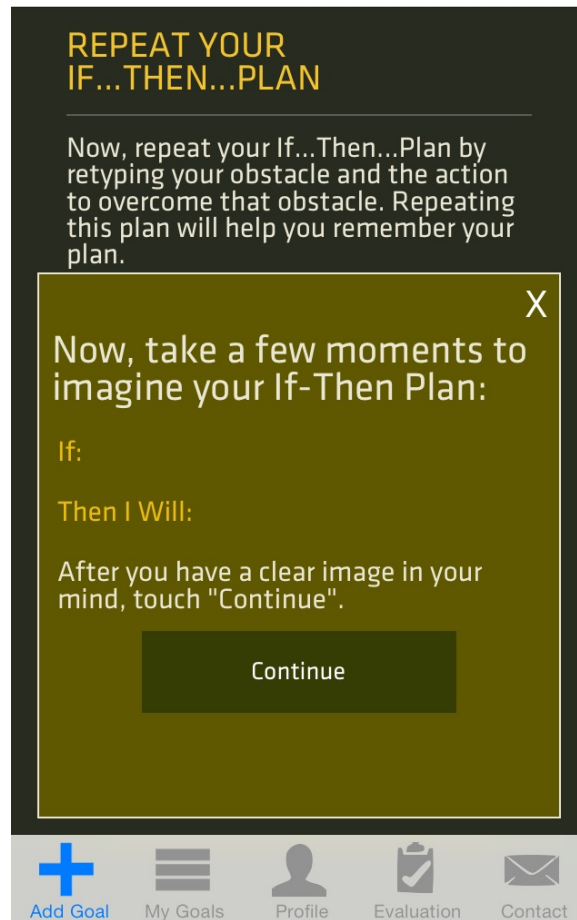 REPEAT YOUR
IF...THEN...PLAN
Now, repeat your If...Then...Plan by
retyping your obstacle and the action
to overcome that obstacle. Repeating
this plan will help you remember your
plan.
X
Now, take a few moments to
imagine your If-Then Plan:
If:
Then I Will:
After you have a clear image in your
mind, touch "Continue".
Continue
Add Goal My Goals Profile Evaluation Contact